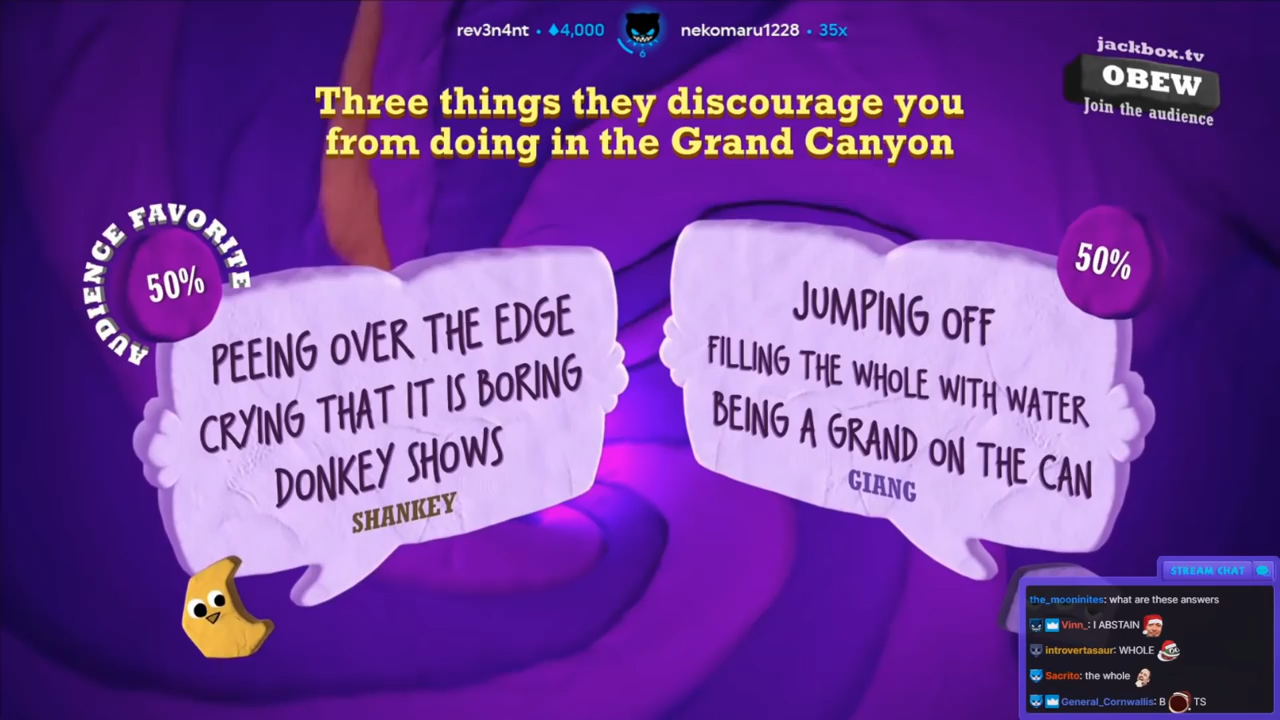 rev3n4nt • 4,000
6
nekomaru1228 • 35x
jackbox.tv
OBEW
Join the audience
Three things they discourage you
from doing in the Grand Canyon
AUDIENCE FAVORITE
50%
PEEING OVER THE EDGE
CRYING THAT IT IS BORING
DONKEY SHOWS
SHANKEY
50%
JUMPING OFF
FILLING THE WHOLE WITH WATER
BEING A GRAND ON THE CAN
GIANG
STREAM CHAT
the_mooninites: what are these answers
Vinn_: I ABSTAIN
introvertasaur: WHOLE
Sacrito: the whole
General_Cornwallis: B TS